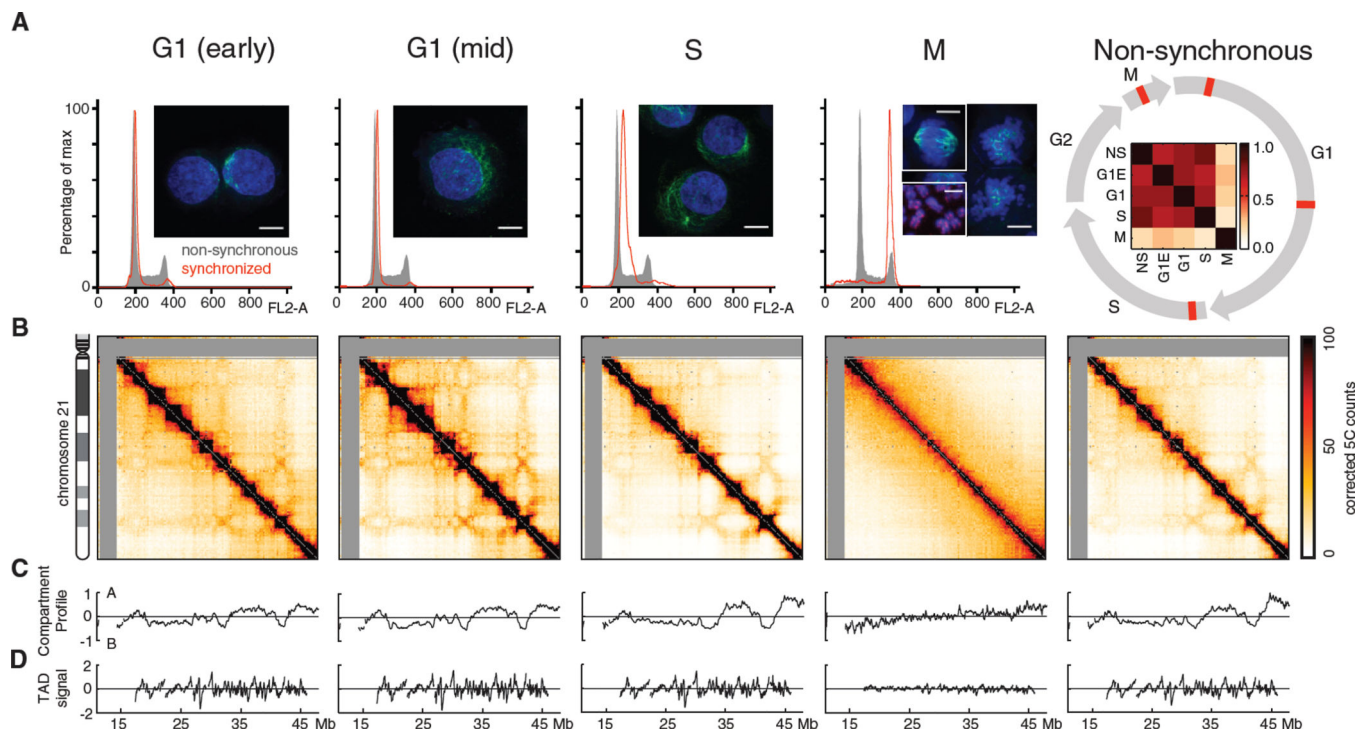 A
G1 (early)
G1 (mid)
S
M
Non-synchronous
100
80
60
40
20
0
Percentage of max
non-synchronous
synchronized
0 200 400 600 800 FL2-A
0 200 400 600 800 FL2-A
0 200 400 600 800 FL2-A
0 200 400 600 800 FL2-A
M
G2
G1
S
NS
G1E
G1
S
M
NS
G1E
G1
S
M
1.0
0.5
0.0
B
chromosome 21
100
50
0
corrected 5C counts
C
Compartment
Profile
1
0
-1
A
B
D
TAD
signal
2
0
-2
15 25 35 45 Mb
15 25 35 45 Mb
15 25 35 45 Mb
15 25 35 45 Mb
15 25 35 45 Mb